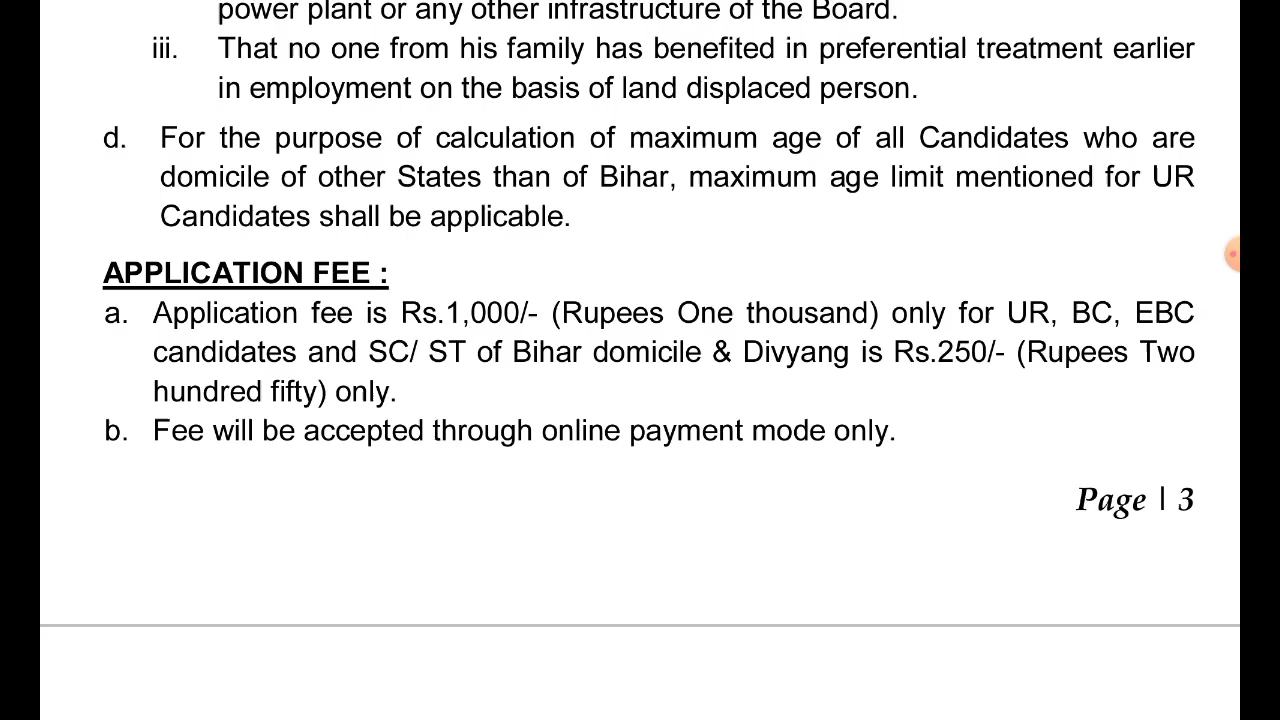 power plant or any other infrastructure of the Board.
iii. That no one from his family has benefited in preferential treatment earlier
in employment on the basis of land displaced person.
d. For the purpose of calculation of maximum age of all Candidates who are
domicile of other States than of Bihar, maximum age limit mentioned for UR
Candidates shall be applicable.
APPLICATION FEE :
a. Application fee is Rs.1,000/- (Rupees One thousand) only for UR, BC, EBC
candidates and SC/ ST of Bihar domicile & Divyang is Rs.250/- (Rupees Two
hundred fifty) only.
b. Fee will be accepted through online payment mode only.
Page | 3